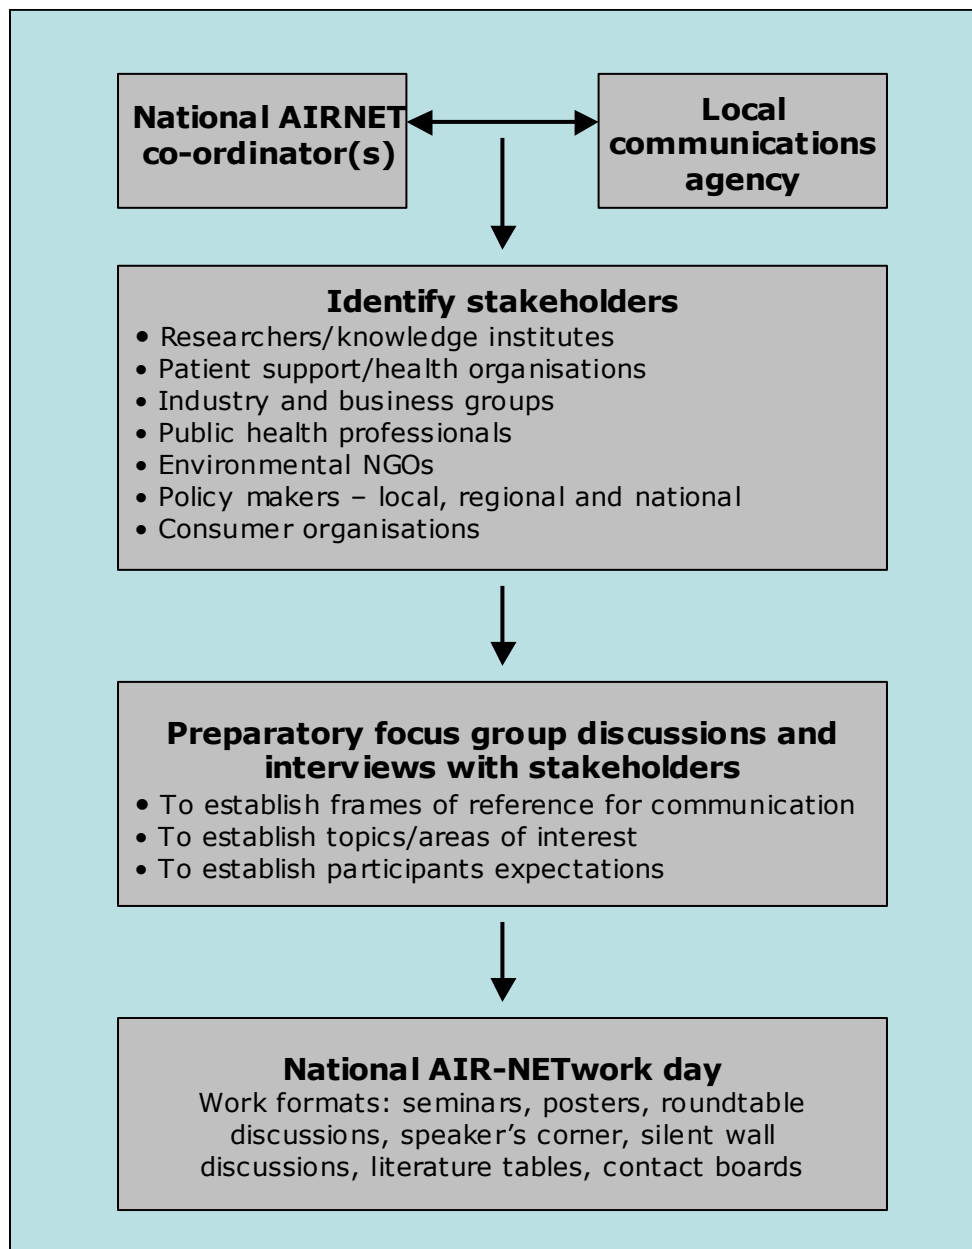 National AIRNET
co-ordinator(s)
Local
communications
agency
Identify stakeholders
• Researchers/knowledge institutes
• Patient support/health organisations
• Industry and business groups
• Public health professionals
• Environmental NGOs
• Policy makers – local, regional and national
• Consumer organisations
Preparatory focus group discussions and
interviews with stakeholders
• To establish frames of reference for communication
• To establish topics/areas of interest
• To establish participants expectations
National AIR-NETwork day
Work formats: seminars, posters, roundtable
discussions, speaker’s corner, silent wall
discussions, literature tables, contact boards